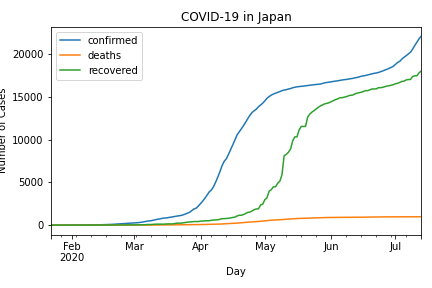 COVID-19 in Japan
confirmed
deaths
recovered
20000
15000
10000
5000
0
Number of Cases
Feb
2020
Mar
Apr
May
Jun
Jul
Day